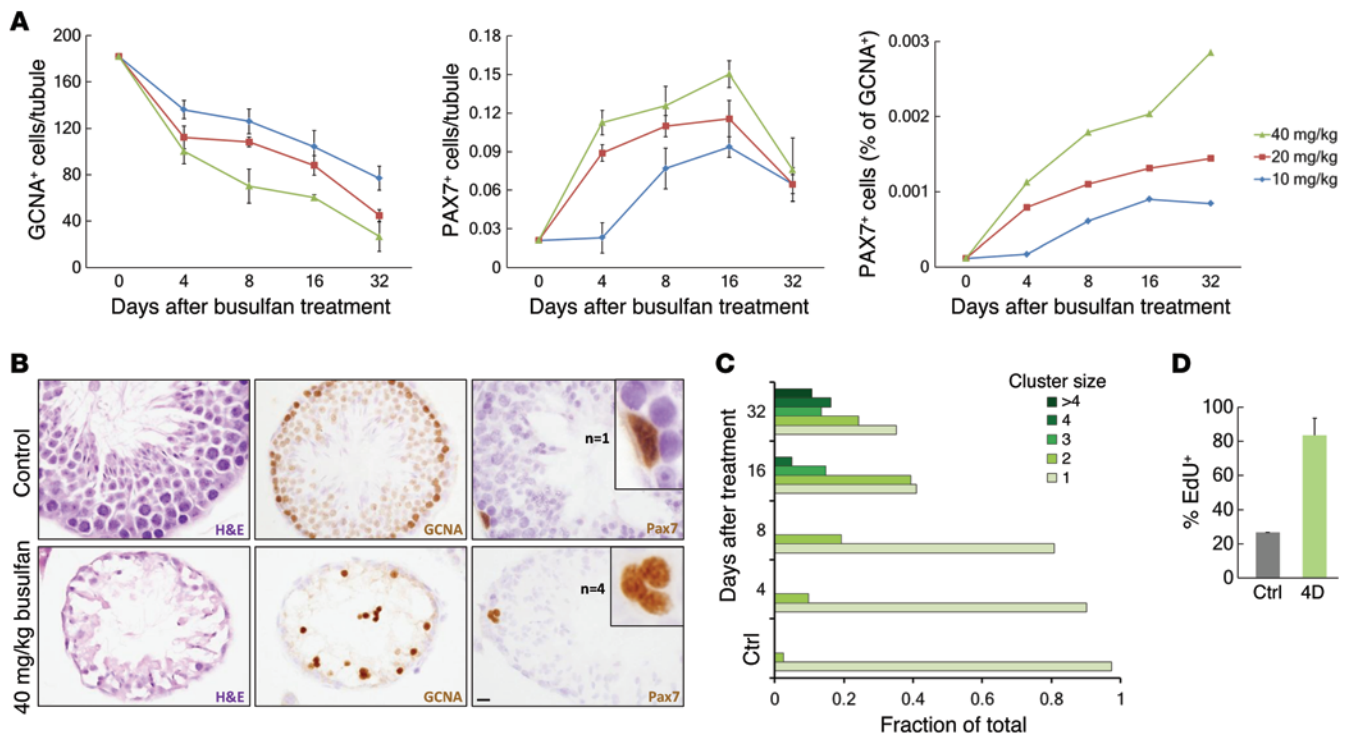 A
GCNA⁺ cells/tubule
200
160
120
80
40
0
0 4 8 16 32
Days after busulfan treatment
PAX7⁺ cells/tubule
0.18
0.15
0.12
0.09
0.06
0.03
0
0 4 8 16 32
Days after busulfan treatment
PAX7⁺ cells (% of GCNA⁺)
0.003
0.002
0.001
0
0 4 8 16 32
Days after busulfan treatment
40 mg/kg
20 mg/kg
10 mg/kg
B
Control
H&E
GCNA
n=1
Pax7
40 mg/kg busulfan
H&E
GCNA
n=4
Pax7
C
Cluster size
>4
4
3
2
1
Days after treatment
32
16
8
4
Ctrl
0 0.2 0.4 0.6 0.8 1
Fraction of total
D
% EdU⁺
100
80
60
40
20
0
Ctrl 4D